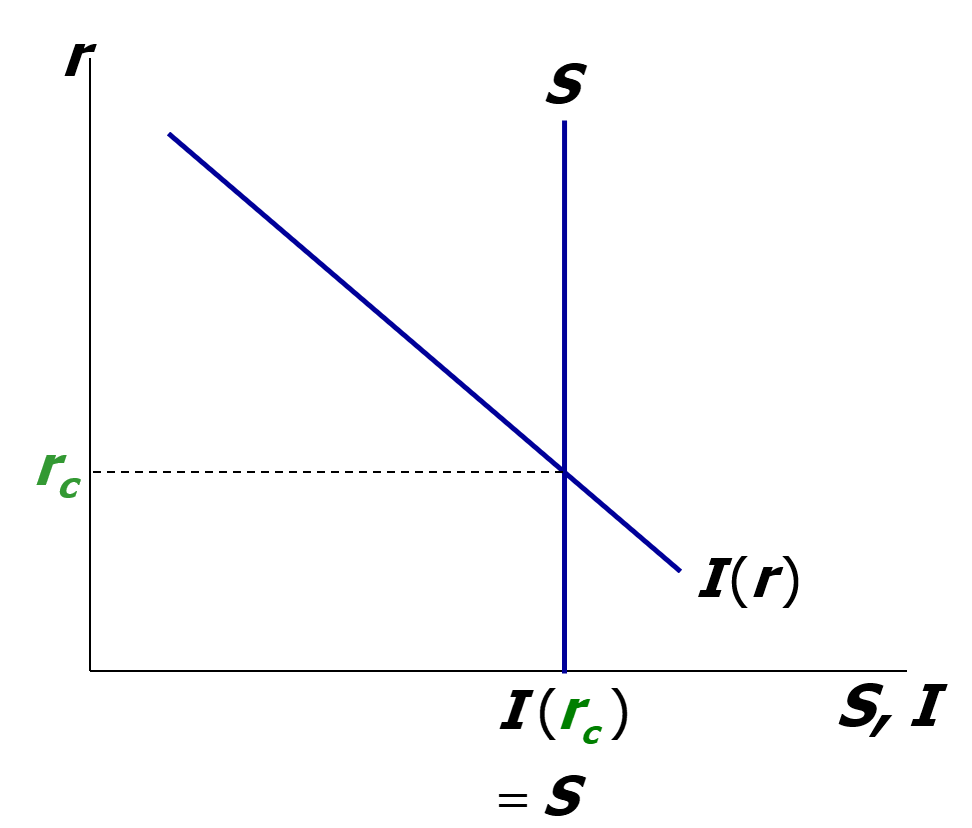 r
S
r_c
I(r)
I(r_c)
S, I
= S